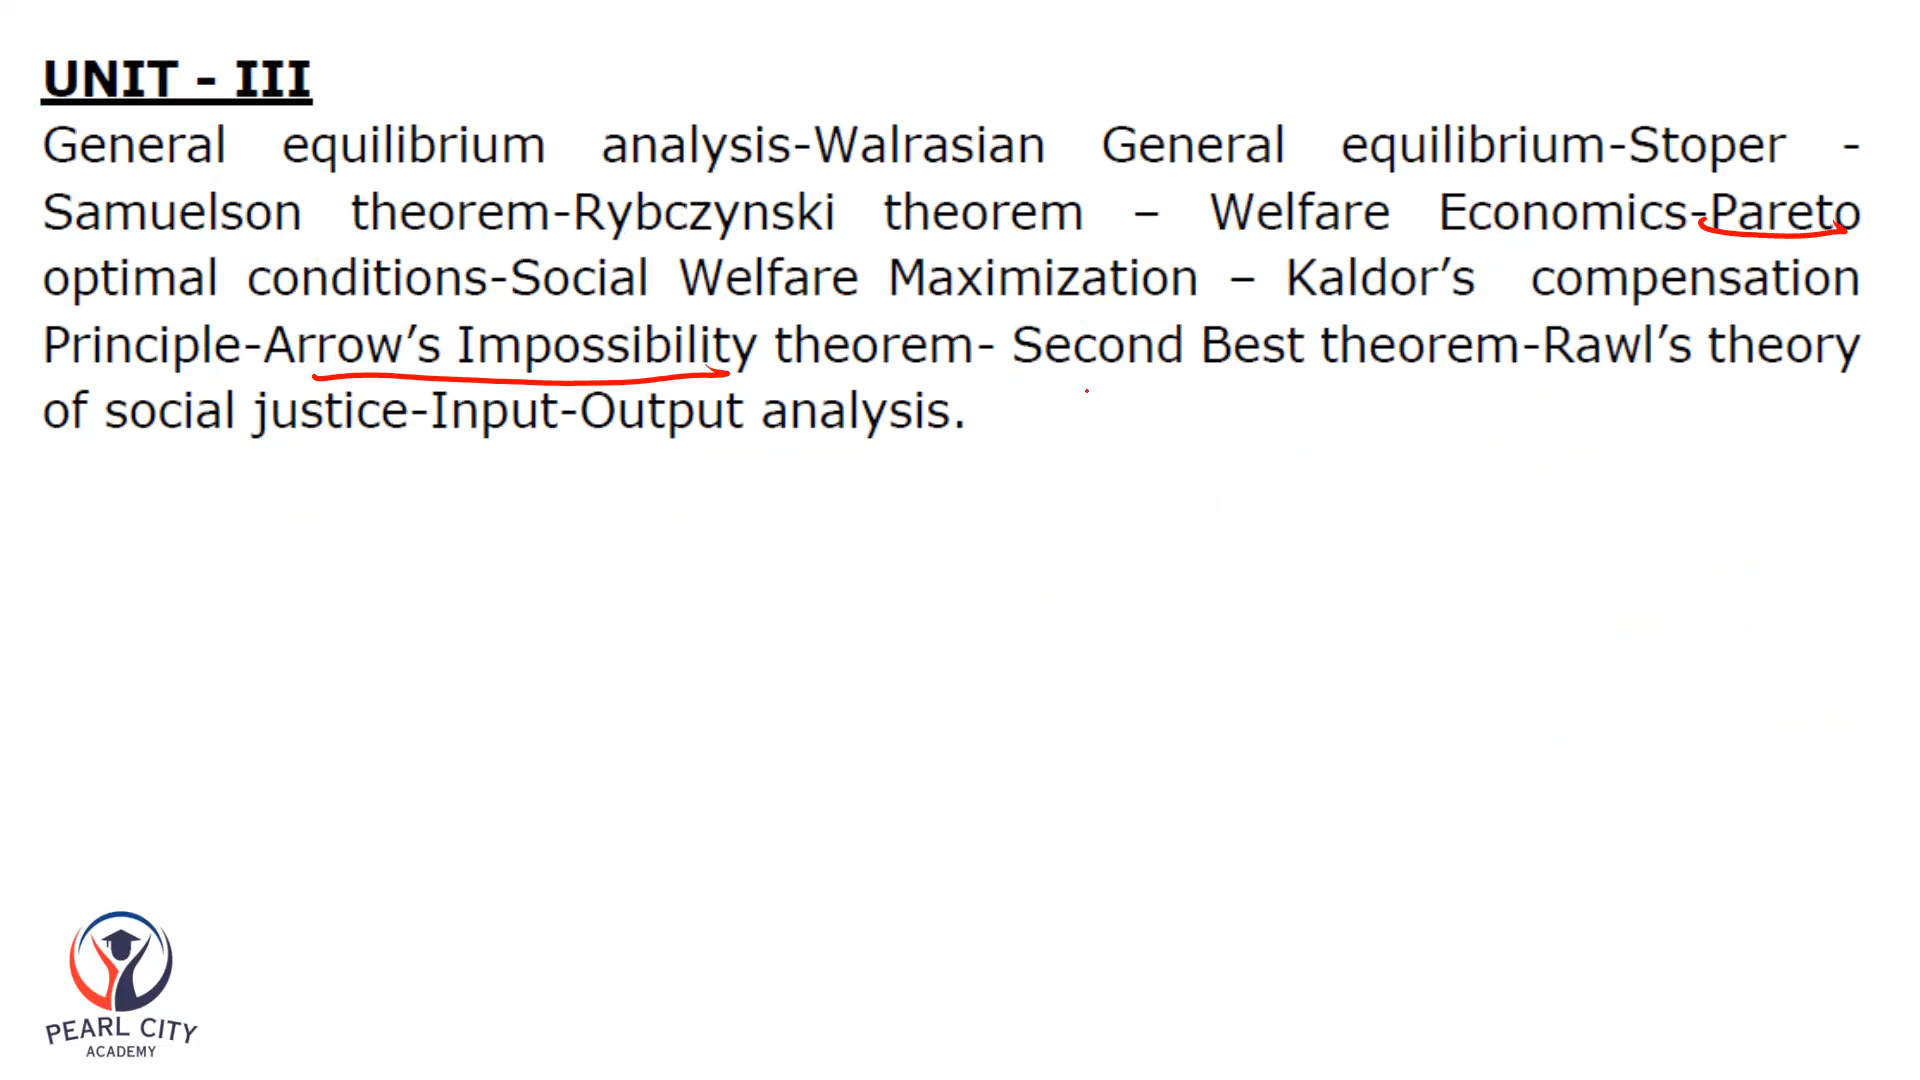 UNIT - III
General equilibrium analysis-Walrasian General equilibrium-Stoper -
Samuelson theorem-Rybczynski theorem – Welfare Economics-Pareto
optimal conditions-Social Welfare Maximization – Kaldor’s compensation
Principle-Arrow’s Impossibility theorem- Second Best theorem-Rawl’s theory
of social justice-Input-Output analysis.
PEARL CITY
ACADEMY